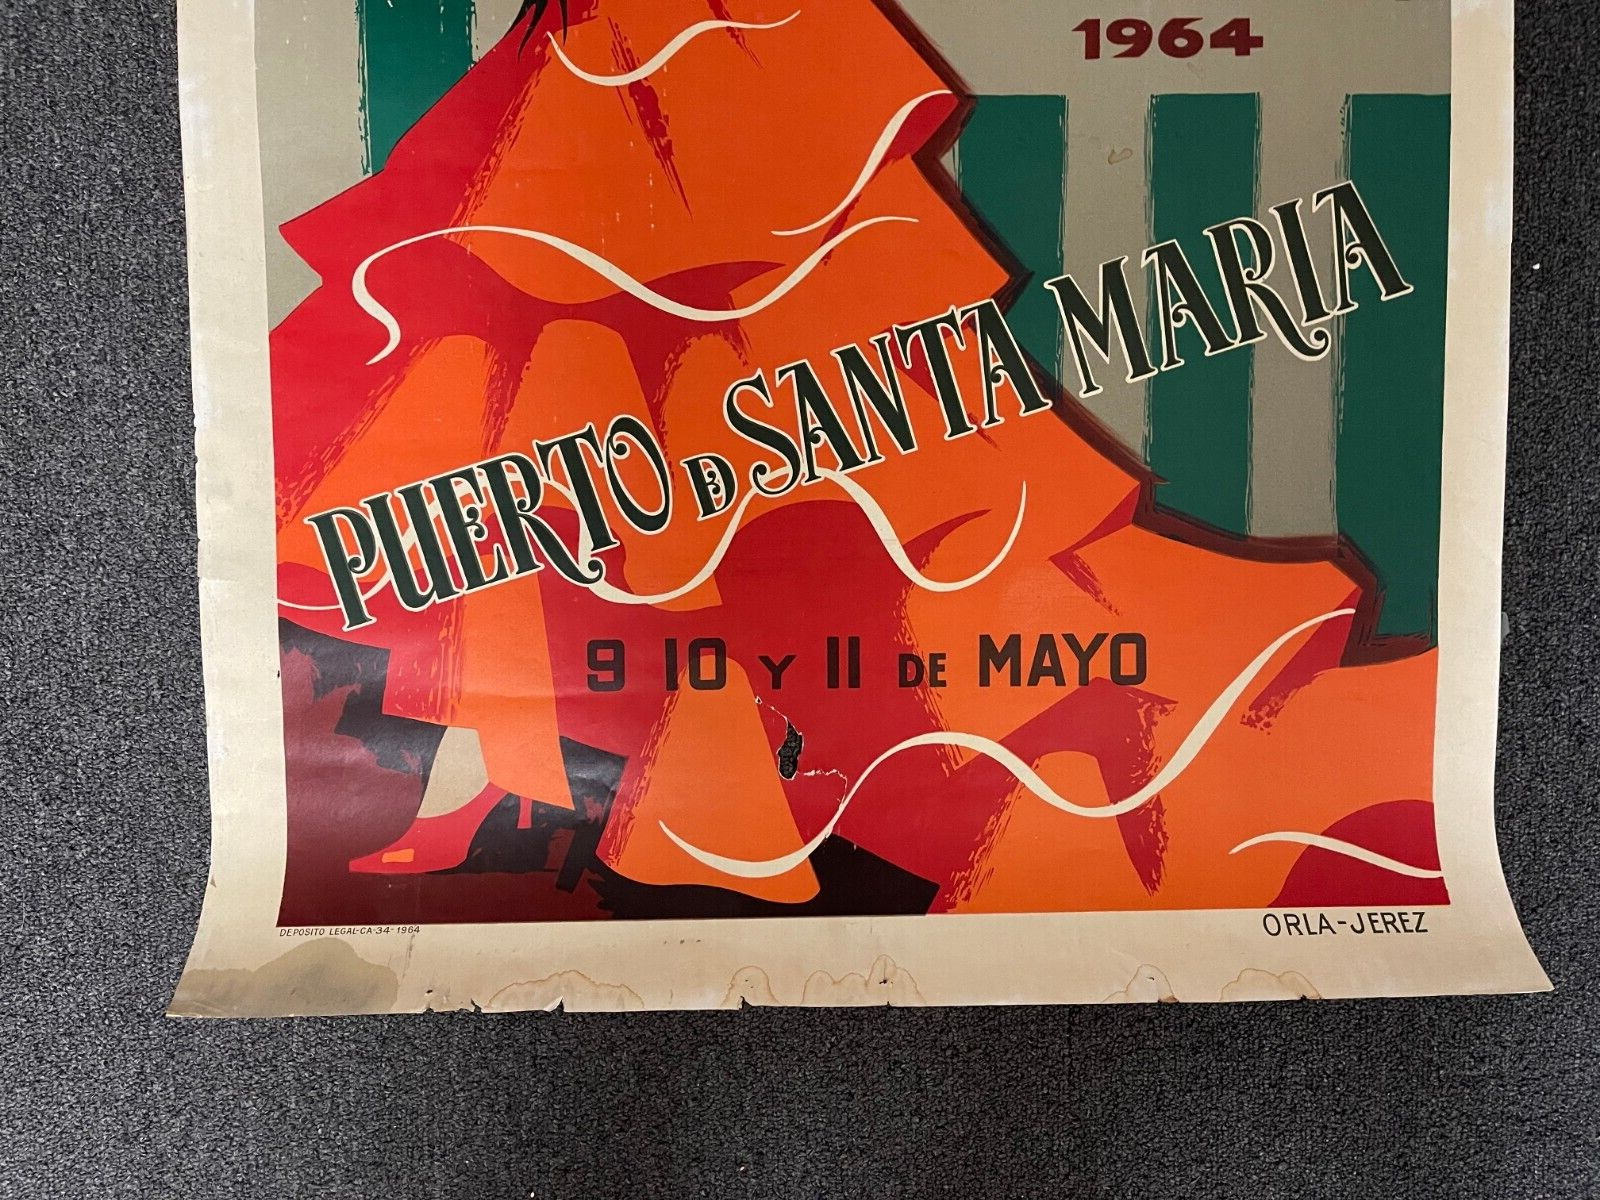 1964
PUERTO D SANTA MARIA
9 10 Y 11 DE MAYO
DEPOSITO LEGAL-CA-34-1964
ORLA-JEREZ